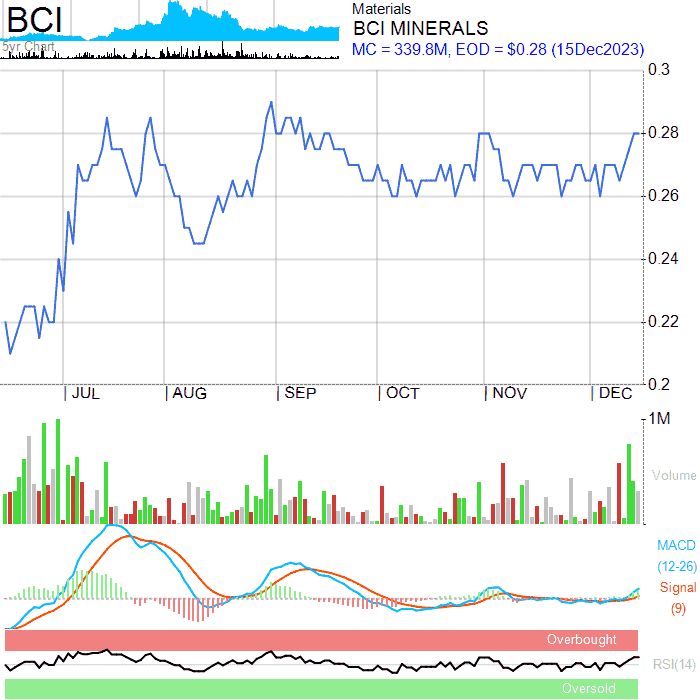 BCI
5yr Chart
Materials
BCI MINERALS
MC = 339.8M, EOD = $0.28 (15Dec2023)
0.3
0.28
0.26
0.24
0.22
0.2
JUL
AUG
SEP
OCT
NOV
DEC
1M
Volume
MACD
(12-26)
Signal
(9)
Overbought
RSI(14)
Oversold